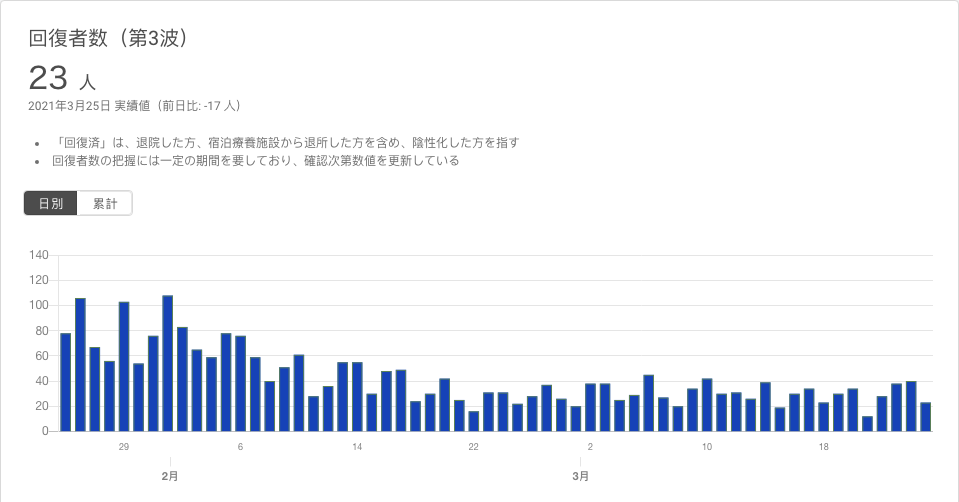 回復者数（第3波）
23 人
2021年3月25日 実績値（前日比: -17 人）
「回復済」は、退院した方、宿泊療養施設から退所した方を含め、陰性化した方を指す
回復者数の把握には一定の期間を要しており、確認次第数値を更新している
日別 累計
140
120
100
80
60
40
20
0
29 6 14 22 2 10 18
2月 3月